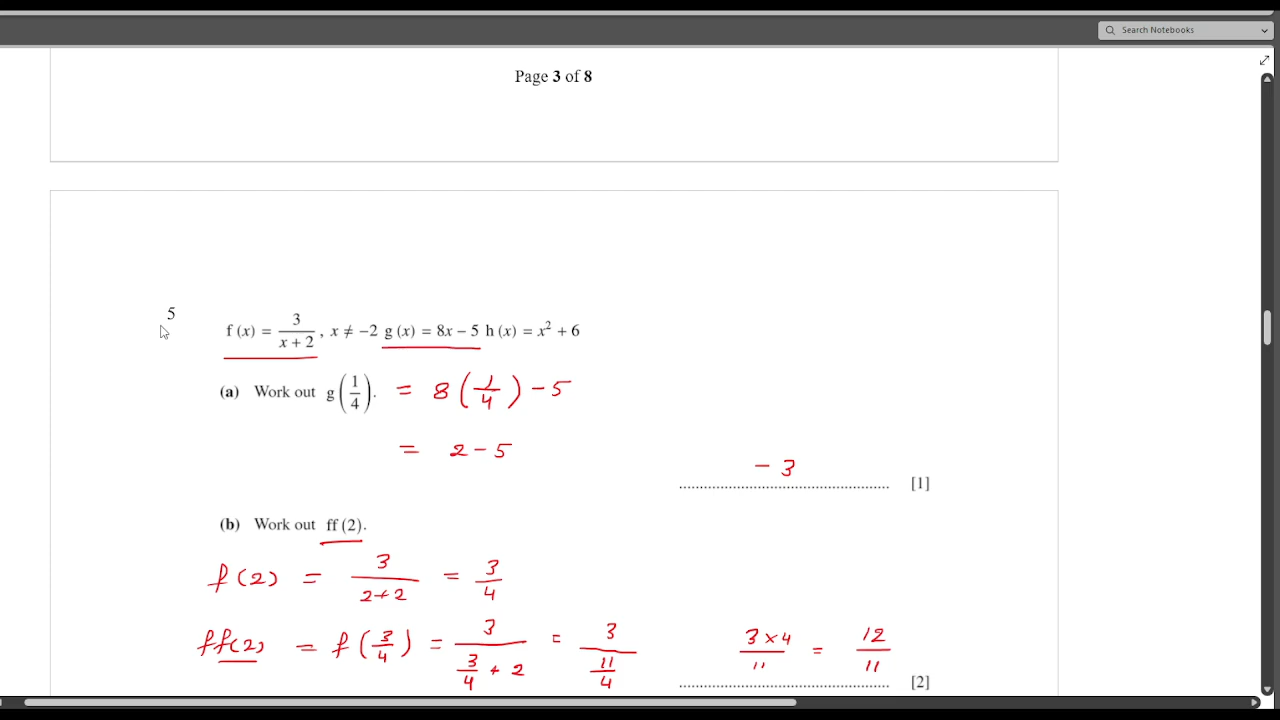 Search Notebooks
Page 3 of 8
5
f (x) = 3/(x + 2) , x ≠ −2 g (x) = 8x − 5 h (x) = x² + 6
(a) Work out g(1/4). = 8(1/4) − 5
= 2 − 5
− 3
[1]
(b) Work out ff (2).
f(2) = 3/(2+2) = 3/4
ff(2) = f(3/4) = 3/(3/4 + 2) = 3/(11/4) 3×4/11 = 12/11
[2]